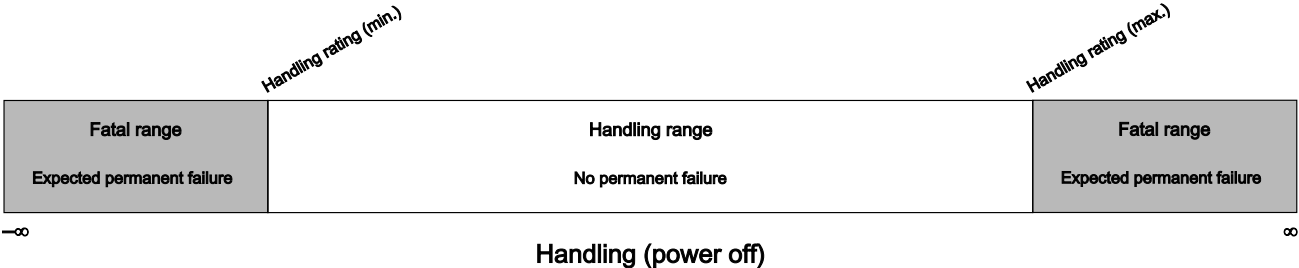 Handling rating (min.)
Handling rating (max.)
Fatal range
Handling range
Fatal range
Expected permanent failure
No permanent failure
Expected permanent failure
–∞
∞
Handling (power off)